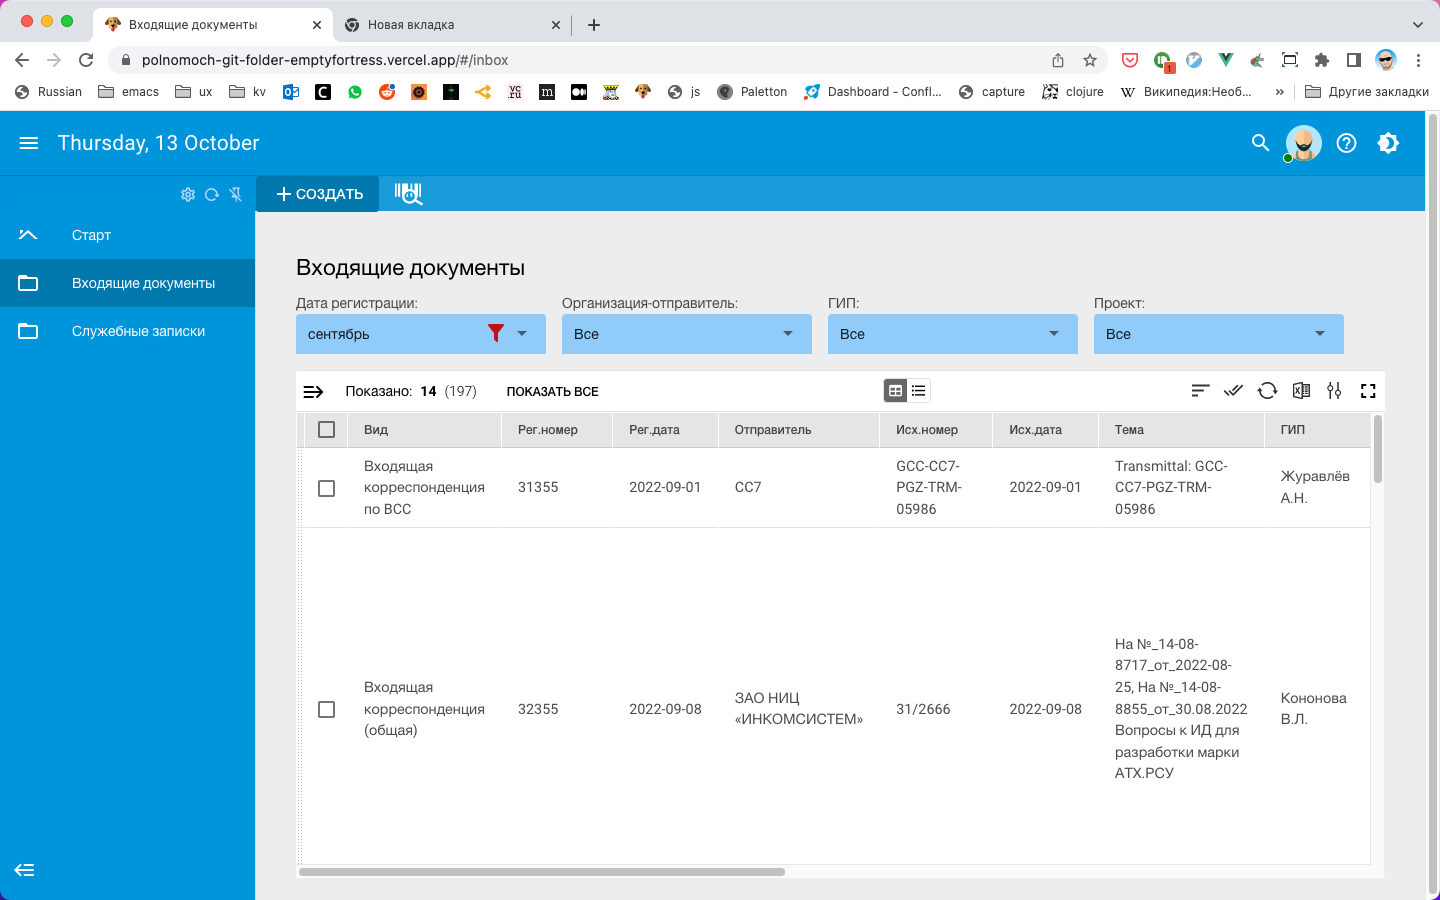 Входящие документы
Новая вкладка
polnomoch-git-folder-emptyfortress.vercel.app/#/inbox
1
Russian
emacs
ux
kv
vc.ru
js
Paletton
Dashboard - Confl...
capture
clojure
Википедия:Необ...
»
Другие закладки
Thursday, 13 October
СОЗДАТЬ
Старт
Входящие документы
Служебные записки
Входящие документы
Дата регистрации:
Организация-отправитель:
ГИП:
Проект:
сентябрь
Все
Все
Все
Показано: 14 (197)
ПОКАЗАТЬ ВСЕ
Вид
Рег.номер
Рег.дата
Отправитель
Исх.номер
Исх.дата
Тема
ГИП
Входящая
корреспонденция
по ВСС
31355
2022-09-01
СС7
GCC-CC7-
PGZ-TRM-
05986
2022-09-01
Transmittal: GCC-
CC7-PGZ-TRM-
05986
Журавлёв
А.Н.
Входящая
корреспонденция
(общая)
32355
2022-09-08
ЗАО НИЦ
«ИНКОМСИСТЕМ»
31/2666
2022-09-08
На №_14-08-
8717_от_2022-08-
25, На №_14-08-
8855_от_30.08.2022
Вопросы к ИД для
разработки марки
АТХ.РСУ
Кононова
В.Л.